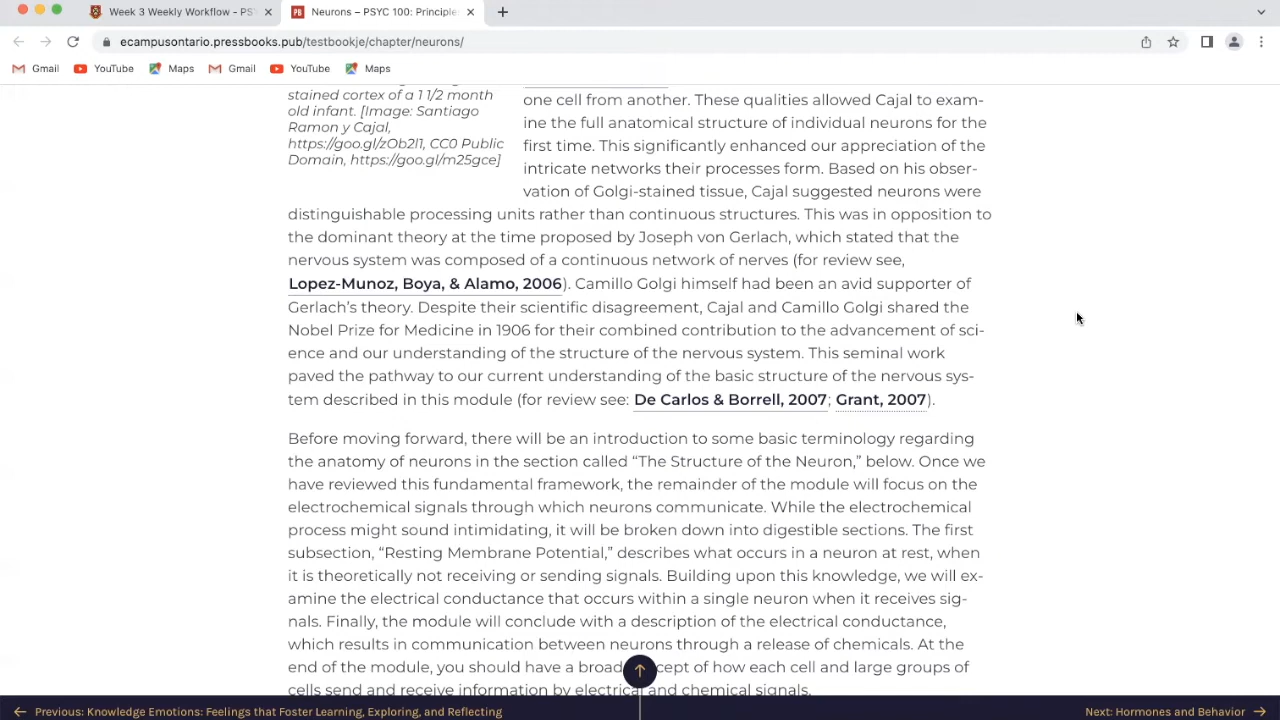 Week 3 Weekly Workflow - PS
Neurons – PSYC 100: Principle
ecampusontario.pressbooks.pub/testbookje/chapter/neurons/
Gmail YouTube Maps Gmail YouTube Maps
stained cortex of a 1 1/2 month
old infant. [Image: Santiago
Ramon y Cajal,
https://goo.gl/zOb2l1, CC0 Public
Domain, https://goo.gl/m25gce]
one cell from another. These qualities allowed Cajal to exam-
ine the full anatomical structure of individual neurons for the
first time. This significantly enhanced our appreciation of the
intricate networks their processes form. Based on his obser-
vation of Golgi-stained tissue, Cajal suggested neurons were
distinguishable processing units rather than continuous structures. This was in opposition to
the dominant theory at the time proposed by Joseph von Gerlach, which stated that the
nervous system was composed of a continuous network of nerves (for review see,
Lopez-Munoz, Boya, & Alamo, 2006). Camillo Golgi himself had been an avid supporter of
Gerlach’s theory. Despite their scientific disagreement, Cajal and Camillo Golgi shared the
Nobel Prize for Medicine in 1906 for their combined contribution to the advancement of sci-
ence and our understanding of the structure of the nervous system. This seminal work
paved the pathway to our current understanding of the basic structure of the nervous sys-
tem described in this module (for review see: De Carlos & Borrell, 2007; Grant, 2007).
Before moving forward, there will be an introduction to some basic terminology regarding
the anatomy of neurons in the section called “The Structure of the Neuron,” below. Once we
have reviewed this fundamental framework, the remainder of the module will focus on the
electrochemical signals through which neurons communicate. While the electrochemical
process might sound intimidating, it will be broken down into digestible sections. The first
subsection, “Resting Membrane Potential,” describes what occurs in a neuron at rest, when
it is theoretically not receiving or sending signals. Building upon this knowledge, we will ex-
amine the electrical conductance that occurs within a single neuron when it receives sig-
nals. Finally, the module will conclude with a description of the electrical conductance,
which results in communication between neurons through a release of chemicals. At the
end of the module, you should have a broad cept of how each cell and large groups of
cells send and receive information by electrical and chemical signals.
Previous: Knowledge Emotions: Feelings that Foster Learning, Exploring, and Reflecting
Next: Hormones and Behavior